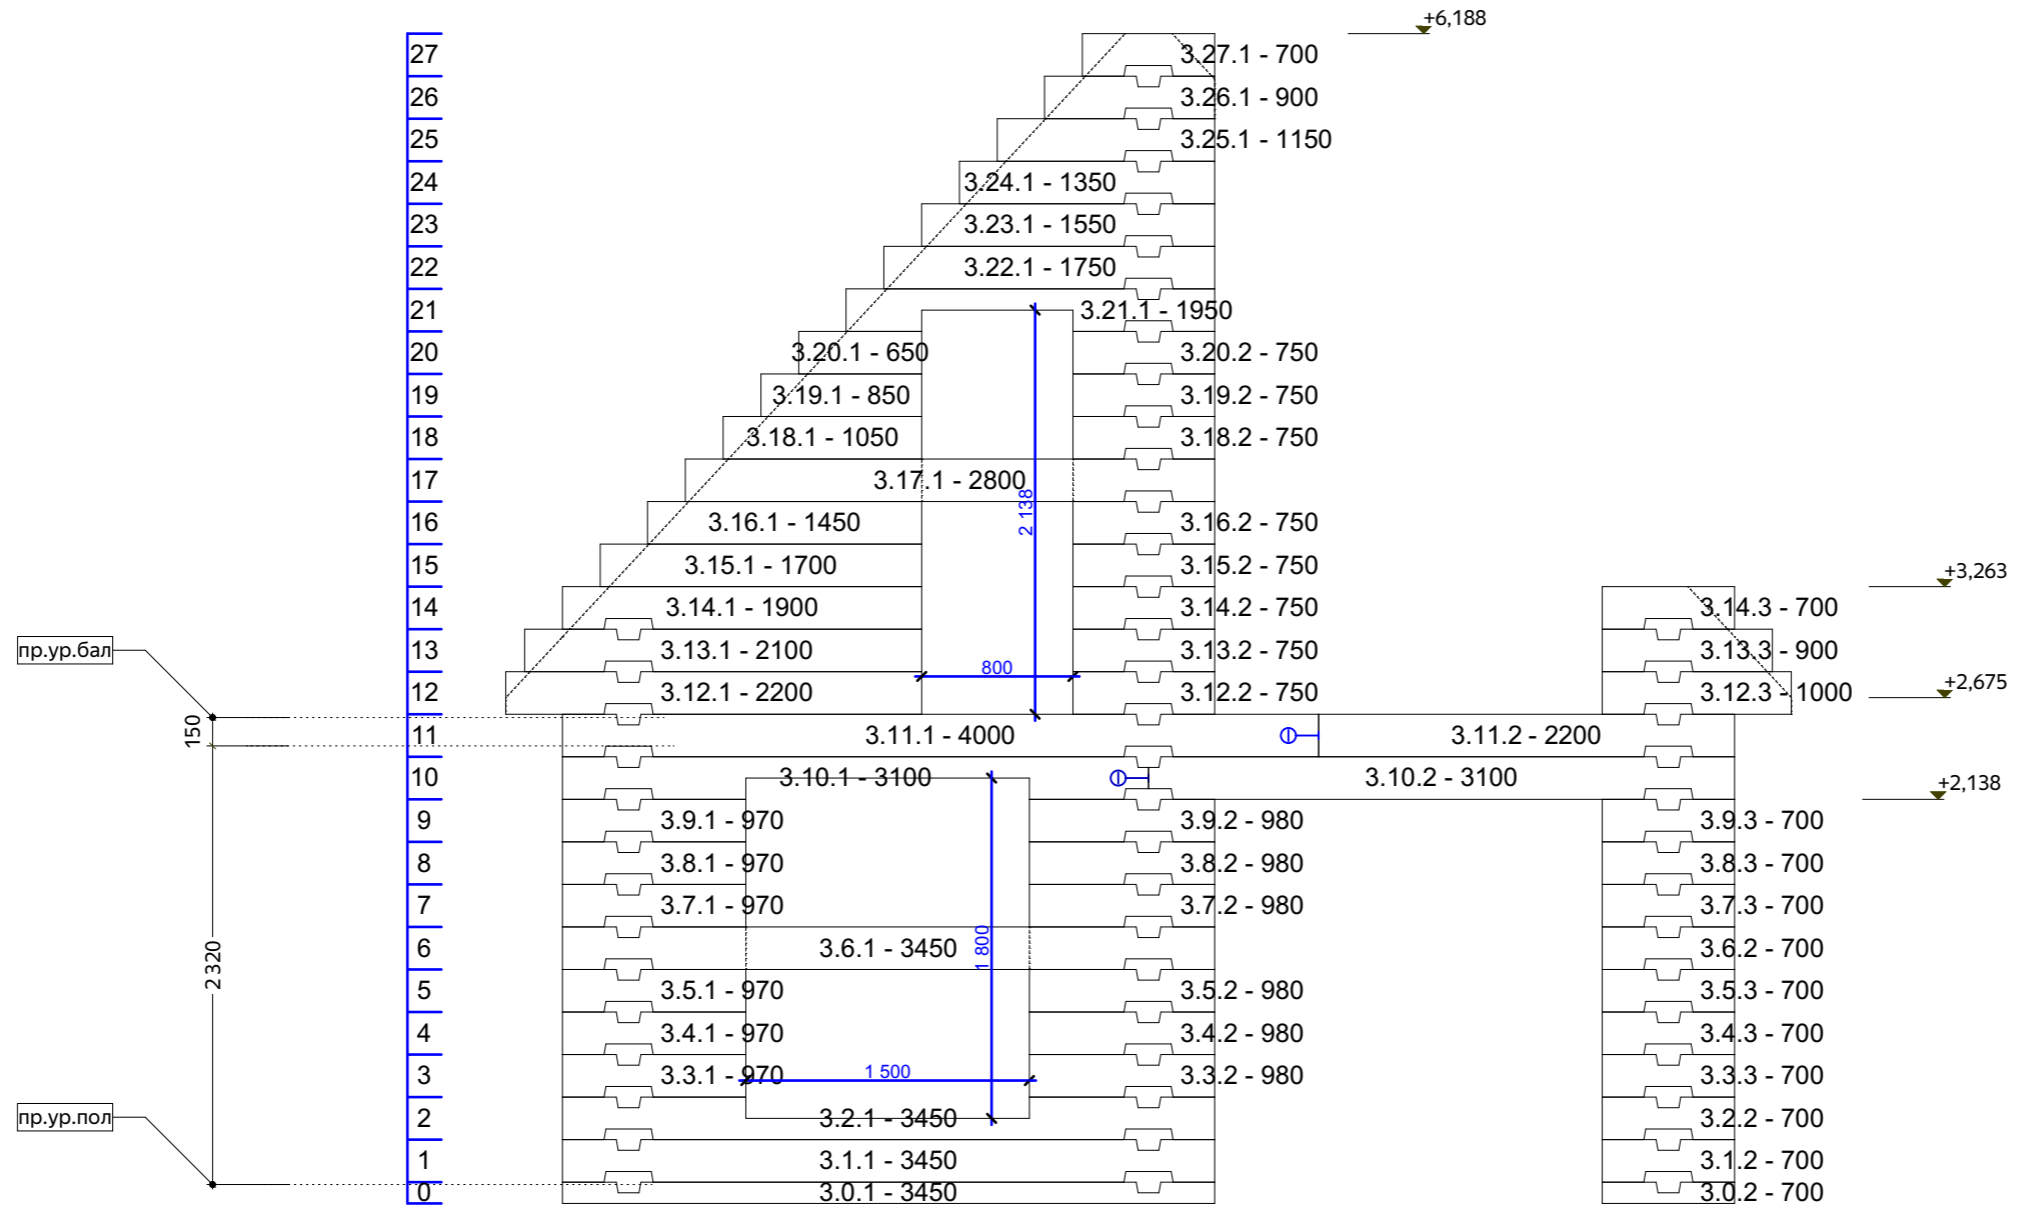 +6,188
27 3.27.1 - 700
26 3.26.1 - 900
25 3.25.1 - 1150
24 3.24.1 - 1350
23 3.23.1 - 1550
22 3.22.1 - 1750
21 3.21.1 - 1950
20 3.20.1 - 650 3.20.2 - 750
19 3.19.1 - 850 3.19.2 - 750
18 3.18.1 - 1050 3.18.2 - 750
17 3.17.1 - 2800
2 138
16 3.16.1 - 1450 3.16.2 - 750
15 3.15.1 - 1700 3.15.2 - 750
+3,263
14 3.14.1 - 1900 3.14.2 - 750 3.14.3 - 700
пр.ур.бал 13 3.13.1 - 2100 3.13.2 - 750 3.13.3 - 900
800
+2,675
12 3.12.1 - 2200 3.12.2 - 750 3.12.3 - 1000
150 11 3.11.1 - 4000 3.11.2 - 2200
10 3.10.1 - 3100 3.10.2 - 3100
+2,138
9 3.9.1 - 970 3.9.2 - 980 3.9.3 - 700
8 3.8.1 - 970 3.8.2 - 980 3.8.3 - 700
7 3.7.1 - 970 3.7.2 - 980 3.7.3 - 700
6 3.6.1 - 3450 1 800 3.6.2 - 700
2 320
5 3.5.1 - 970 3.5.2 - 980 3.5.3 - 700
4 3.4.1 - 970 3.4.2 - 980 3.4.3 - 700
3 3.3.1 - 970 1 500 3.3.2 - 980 3.3.3 - 700
пр.ур.пол 2 3.2.1 - 3450 3.2.2 - 700
1 3.1.1 - 3450 3.1.2 - 700
0 3.0.1 - 3450 3.0.2 - 700